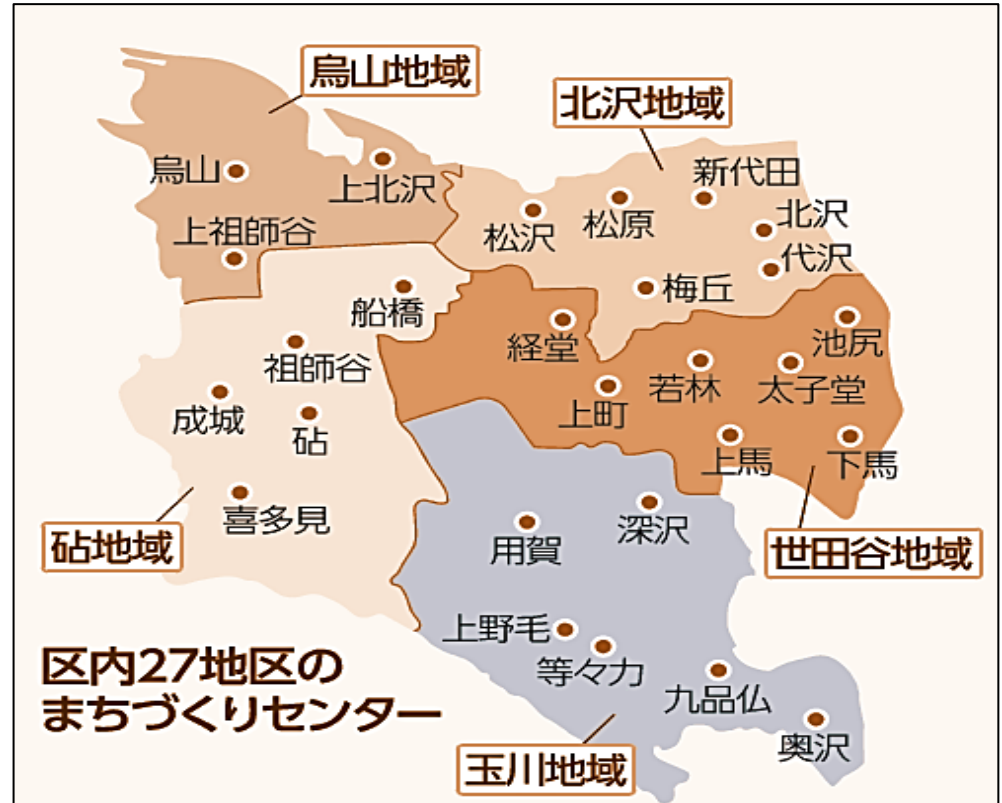 烏山地域
北沢地域
烏山
上北沢
上祖師谷
新代田
松原
松沢
北沢
代沢
梅丘
船橋
経堂
池尻
祖師谷
若林
太子堂
成城
上町
砧
上馬
下馬
喜多見
砧地域
用賀
深沢
世田谷地域
上野毛
等々力
九品仏
奥沢
区内27地区の
まちづくりセンター
玉川地域